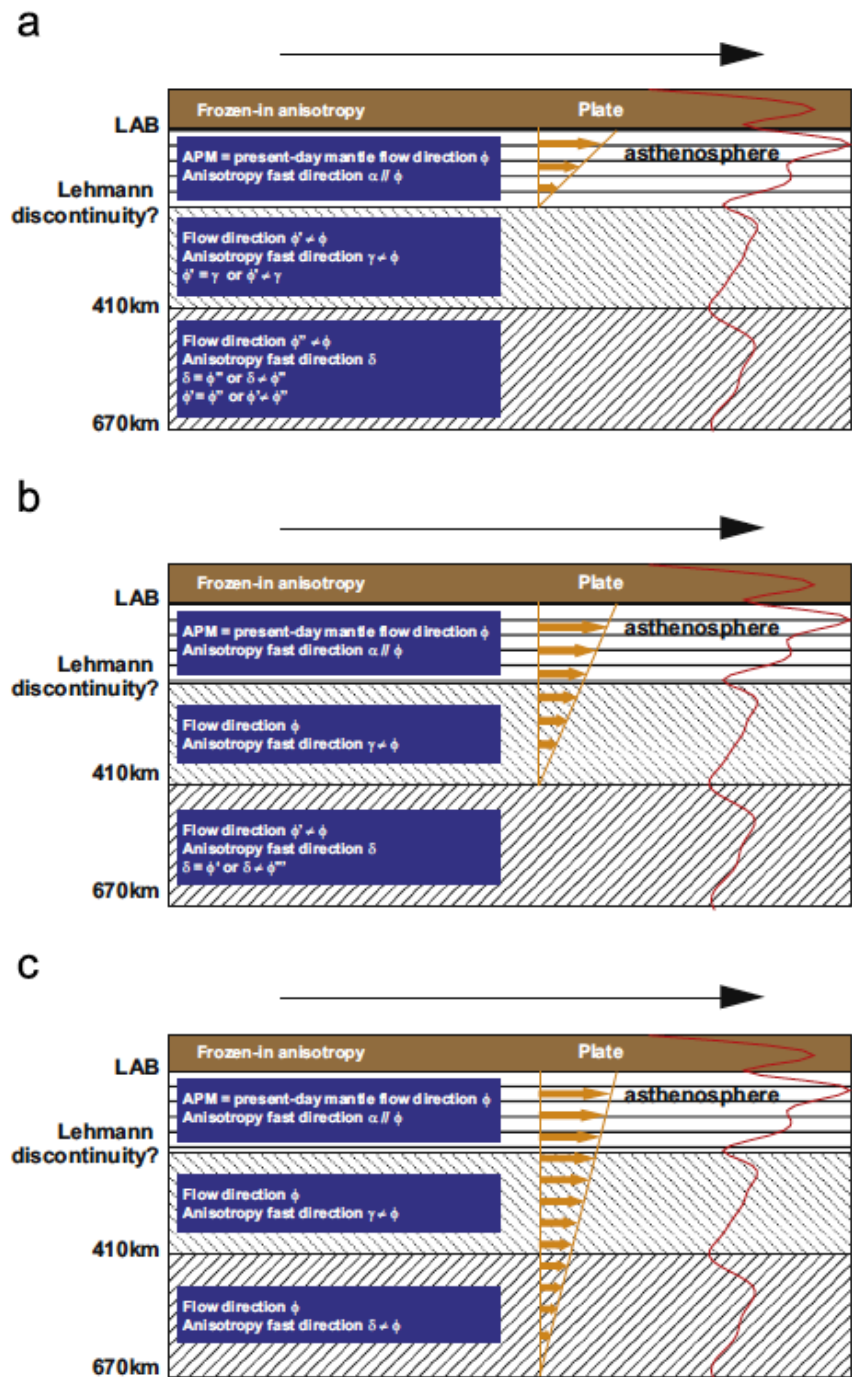 a
Frozen-in anisotropy Plate
LAB
APM = present-day mantle flow direction ϕ
Anisotropy fast direction α // ϕ
asthenosphere
Lehmann
discontinuity?
Flow direction ϕ' ≠ ϕ
Anisotropy fast direction γ ≠ ϕ
ϕ' = γ or ϕ' ≠ γ
410km
Flow direction ϕ'' ≠ ϕ
Anisotropy fast direction δ
δ = ϕ'' or δ ≠ ϕ''
ϕ' = ϕ'' or ϕ' ≠ ϕ''
670km
b
Frozen-in anisotropy Plate
LAB
APM = present-day mantle flow direction ϕ
Anisotropy fast direction α // ϕ
asthenosphere
Lehmann
discontinuity?
Flow direction ϕ
Anisotropy fast direction γ ≠ ϕ
410km
Flow direction ϕ' ≠ ϕ
Anisotropy fast direction δ
δ = ϕ' or δ ≠ ϕ'''
670km
c
Frozen-in anisotropy Plate
LAB
APM = present-day mantle flow direction ϕ
Anisotropy fast direction α // ϕ
asthenosphere
Lehmann
discontinuity?
Flow direction ϕ
Anisotropy fast direction γ ≠ ϕ
410km
Flow direction ϕ
Anisotropy fast direction δ ≠ ϕ
670km